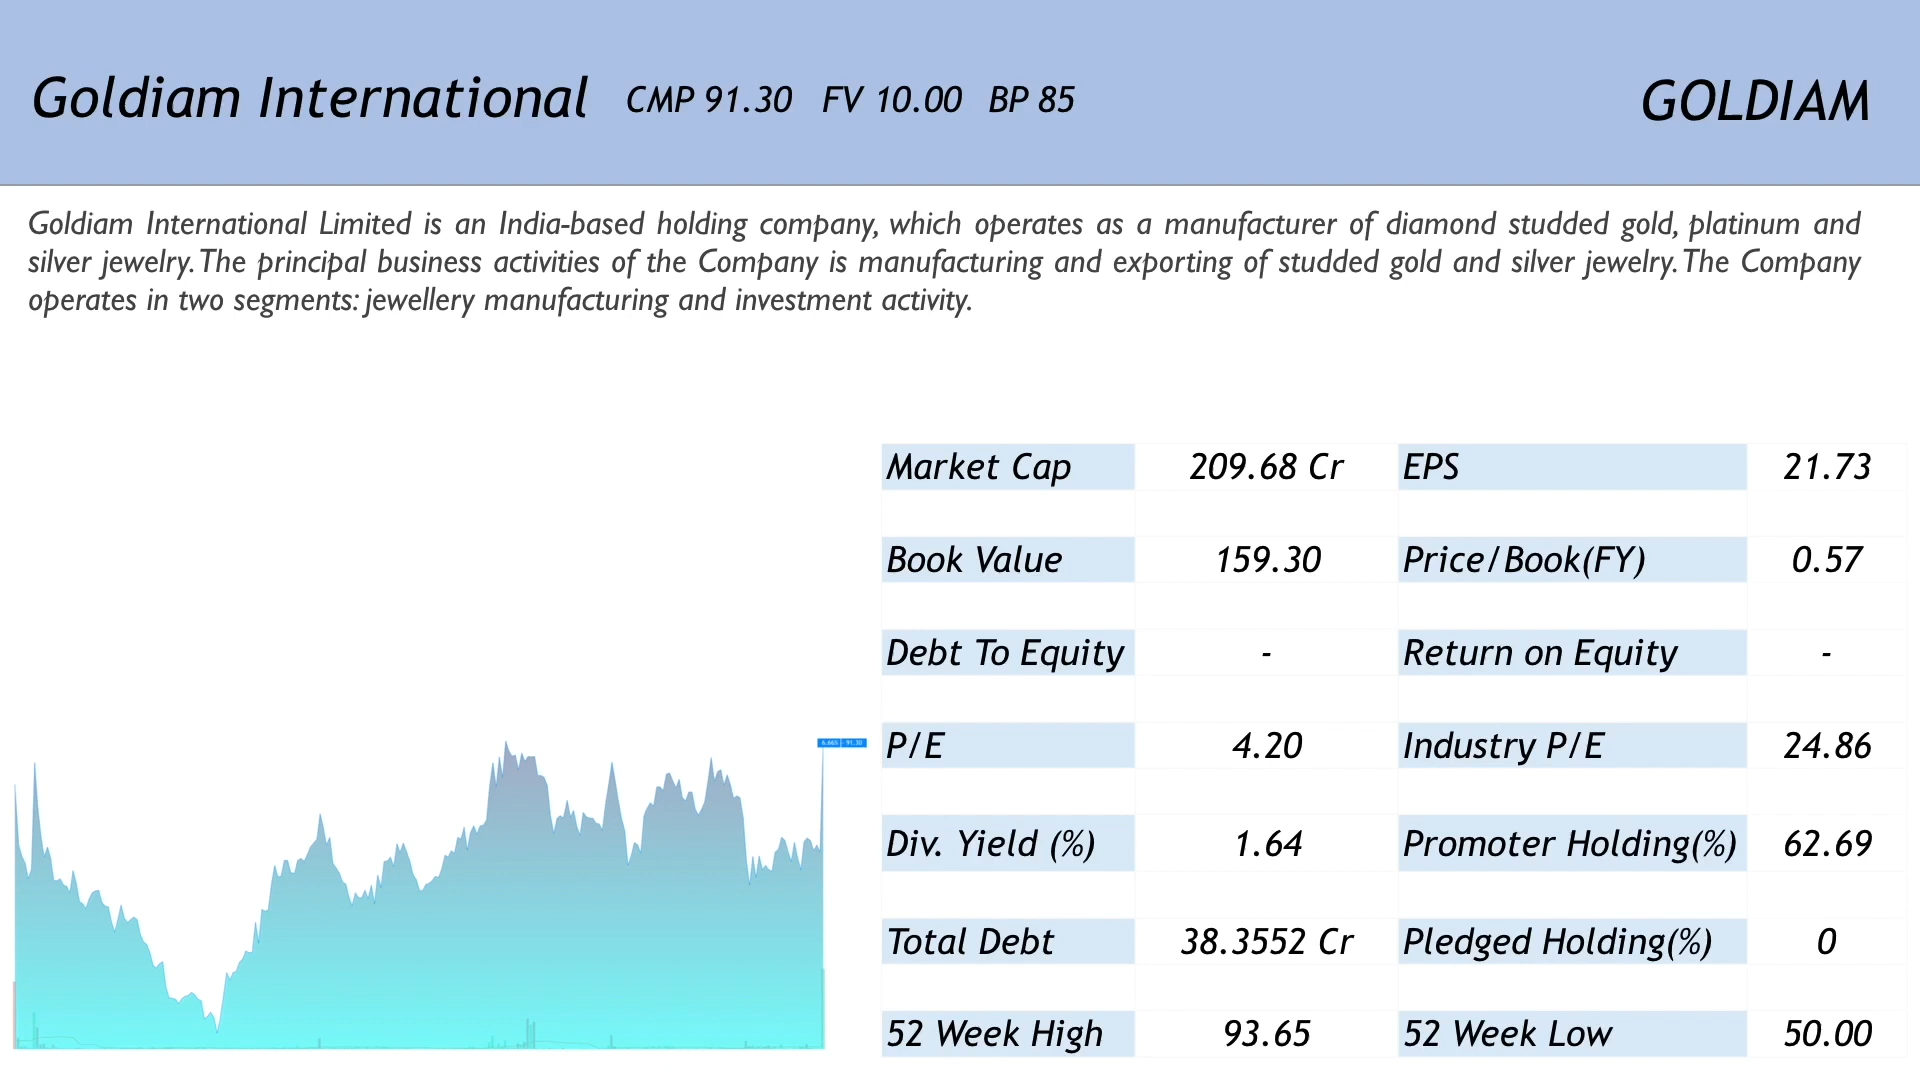 Goldiam International CMP 91.30 FV 10.00 BP 85 GOLDIAM
Goldiam International Limited is an India-based holding company, which operates as a manufacturer of diamond studded gold, platinum and
silver jewelry. The principal business activities of the Company is manufacturing and exporting of studded gold and silver jewelry. The Company
operates in two segments: jewellery manufacturing and investment activity.
Market Cap 209.68 Cr EPS 21.73
Book Value 159.30 Price/Book(FY) 0.57
Debt To Equity - Return on Equity -
6.66% 91.30
P/E 4.20 Industry P/E 24.86
Div. Yield (%) 1.64 Promoter Holding(%) 62.69
Total Debt 38.3552 Cr Pledged Holding(%) 0
52 Week High 93.65 52 Week Low 50.00